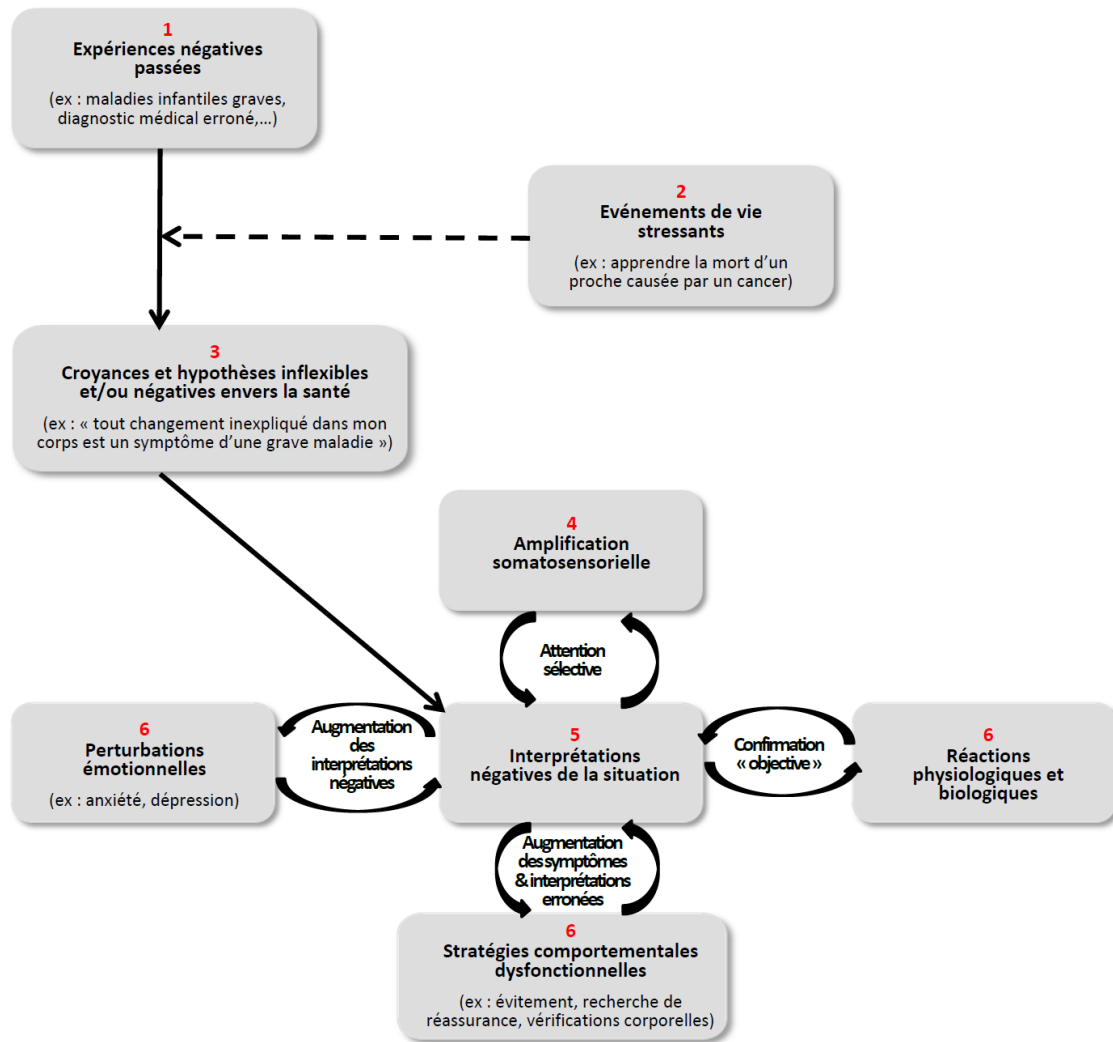 1
Expériences négatives
passées
(ex : maladies infantiles graves,
diagnostic médical erroné,...)
2
Evénements de vie
stressants
(ex : apprendre la mort d’un
proche causée par un cancer)
3
Croyances et hypothèses inflexibles
et/ou négatives envers la santé
(ex : « tout changement inexpliqué dans mon
corps est un symptôme d’une grave maladie »)
4
Amplification
somatosensorielle
Attention
sélective
6
Perturbations
émotionnelles
(ex : anxiété, dépression)
Augmentation
des
interprétations
négatives
5
Interprétations
négatives de la situation
Confirmation
« objective »
6
Réactions
physiologiques et
biologiques
Augmentation
des symptômes
& interprétations
erronées
6
Stratégies comportementales
dysfonctionnelles
(ex : évitement, recherche de
réassurance, vérifications corporelles)